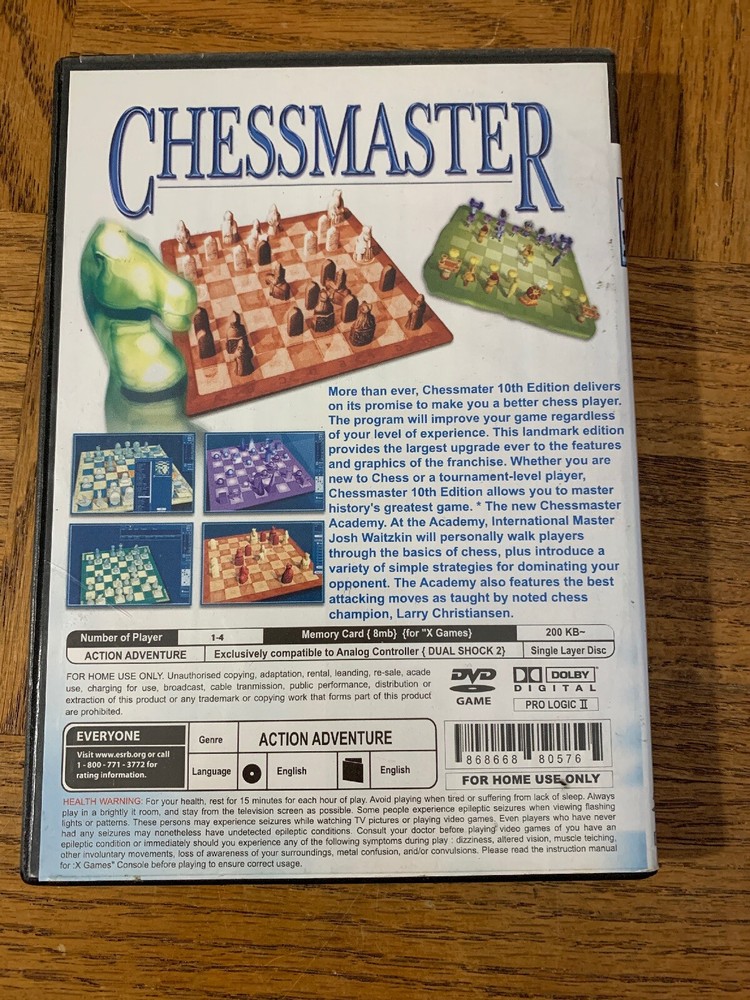 CHESSMASTER
More than ever, Chessmater 10th Edition delivers
on its promise to make you a better chess player.
The program will improve your game regardless
of your level of experience. This landmark edition
provides the largest upgrade ever to the features
and graphics of the franchise. Whether you are
new to Chess or a tournament-level player,
Chessmaster 10th Edition allows you to master
history's greatest game. * The new Chessmaster
Academy. At the Academy, International Master
Josh Waitzkin will personally walk players
through the basics of chess, plus introduce a
variety of simple strategies for dominating your
opponent. The Academy also features the best
attacking moves as taught by noted chess
champion, Larry Christiansen.
Number of Player 1-4 Memory Card { 8mb} {for "X Games} 200 KB~
ACTION ADVENTURE Exclusively compatible to Analog Controller { DUAL SHOCK 2} Single Layer Disc
FOR HOME USE ONLY. Unauthorised copying, adaptation, rental, leanding, re-sale, acade
use, charging for use, broadcast, cable tranmission, public performance, distribution or
extraction of this product or any trademark or copying work that forms part of this product
are prohibited.
DVD
GAME
DOLBY
DIGITAL
PRO LOGIC II
EVERYONE
Visit www.esrb.org or call
1 - 800 - 771 - 3772 for
rating information.
Genre ACTION ADVENTURE
Language English English
868668 80576
FOR HOME USE ONLY
HEALTH WARNING: For your health, rest for 15 minutes for each hour of play. Avoid playing when tired or suffering from lack of sleep. Always
play in a brightly it room, and stay from the television screen as possible. Some people experience epileptic seizures when viewing flashing
lights or patterns. These persons may experience seizures while watching TV pictures or playing video games. Even players who have never
had any seizures may nonetheless have undetected epileptic conditions. Consult your doctor before playing video games of you have an
epileptic condition or immediately should you experience any of the following symptoms during play : dizziness, altered vision, muscle teiching,
other involuntary movements, loss of awareness of your surroundings, metal confusion, and/or convulsions. Please read the instruction manual
for :X Games" Console before playing to ensure correct usage.